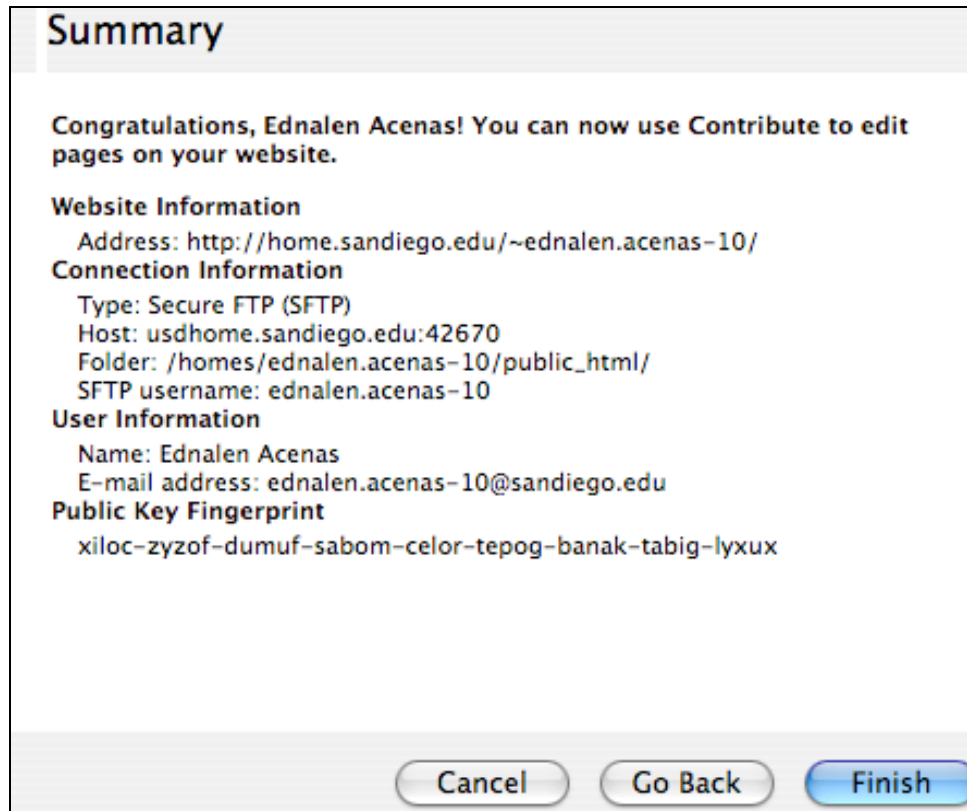 Summary
Congratulations, Ednalen Acenas! You can now use Contribute to edit
pages on your website.
Website Information
Address: http://home.sandiego.edu/~ednalen.acenas-10/
Connection Information
Type: Secure FTP (SFTP)
Host: usdhome.sandiego.edu:42670
Folder: /homes/ednalen.acenas-10/public_html/
SFTP username: ednalen.acenas-10
User Information
Name: Ednalen Acenas
E-mail address: ednalen.acenas-10@sandiego.edu
Public Key Fingerprint
xiloc-zyzof-dumuf-sabom-celor-tepog-banak-tabig-lyxux
Cancel Go Back Finish